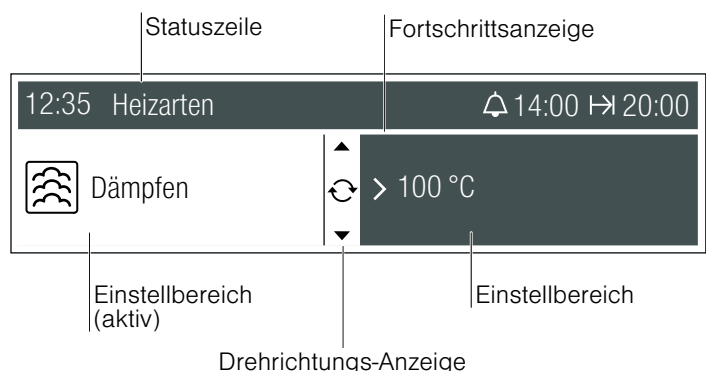 Statuszeile
Fortschrittsanzeige
12:35 Heizarten 14:00 20:00
Dämpfen
> 100 °C
Einstellbereich
(aktiv)
Einstellbereich
Drehrichtungs-Anzeige